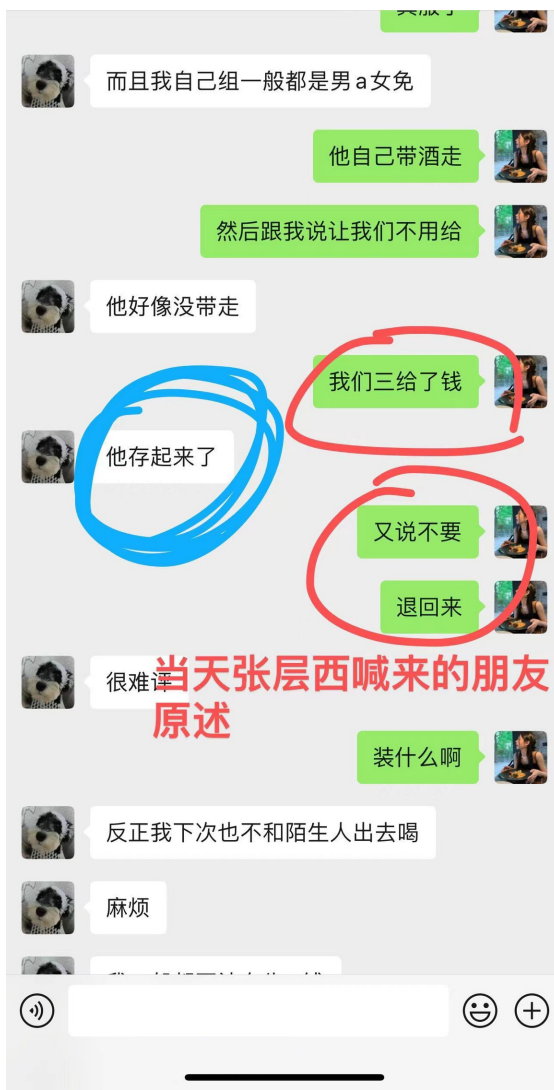 而且我自己组一般都是男a女免
他自己带酒走
然后跟我说让我们不用给
他好像没带走
我们三给了钱
他存起来了
又说不要
退回来
很难评
当天张层西喊来的朋友
原述
装什么啊
反正我下次也不和陌生人出去喝
麻烦